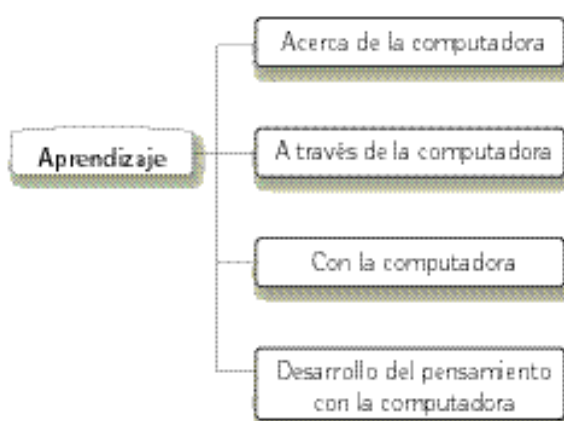 Acerca de la computadora
Aprendizaje
A través de la computadora
Con la computadora
Desarrollo del pensamiento
con la computadora